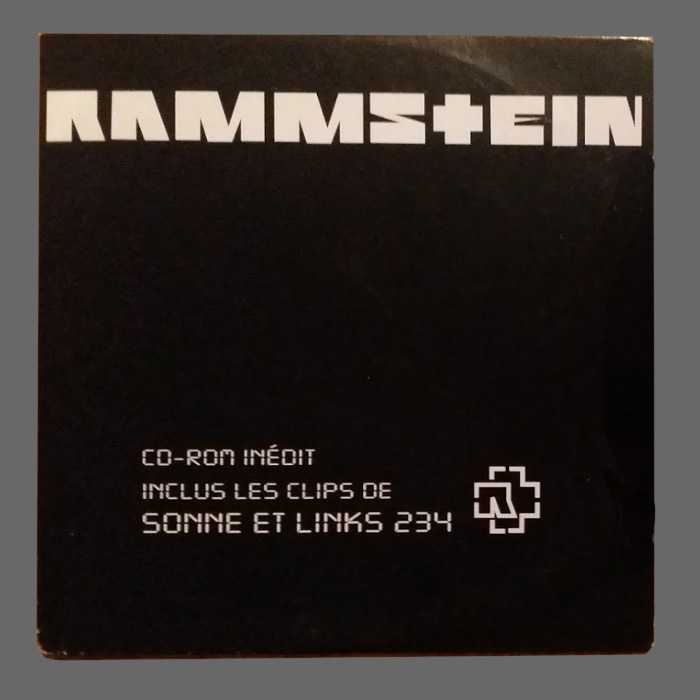 RAMMSTEIN
CD-ROM INÉDIT
INCLUS LES CLIPS DE
SONNE ET LINKS 234